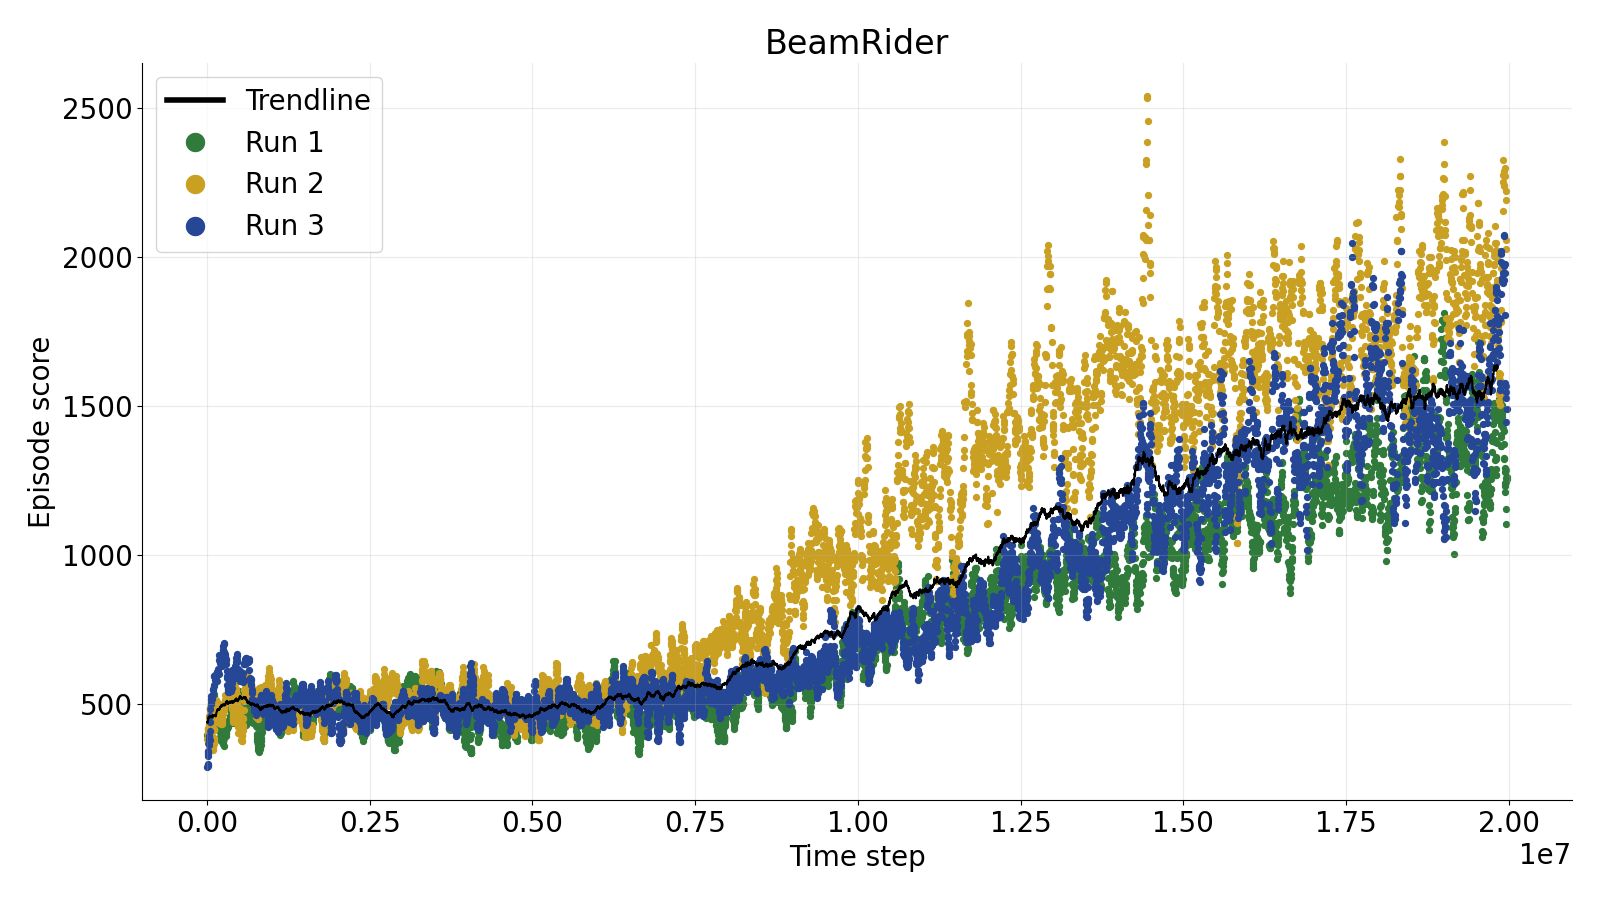 BeamRider
Trendline
Run 1
Run 2
Run 3
Episode score
2500
2000
1500
1000
500
0.00 0.25 0.50 0.75 1.00 1.25 1.50 1.75 2.00
1e7
Time step